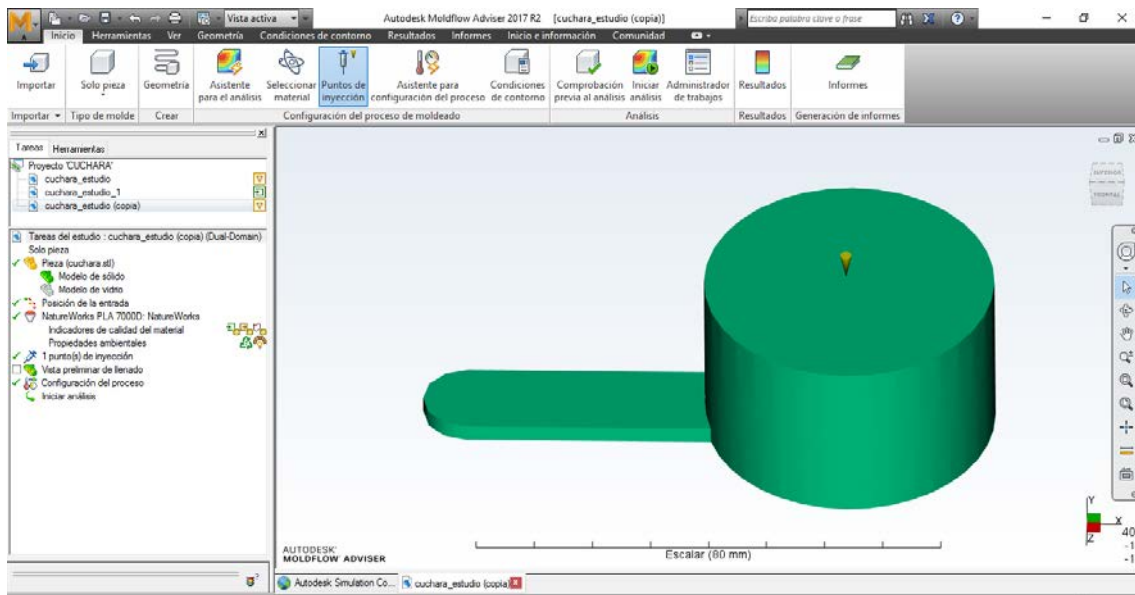 Vista activa
Autodesk Moldflow Adviser 2017 R2 [cuchara_estudio (copia)]
Escriba palabra clave o frase
Inicio Herramientas Ver Geometría Condiciones de contorno Resultados Informes Inicio e información Comunidad
Importar Solo pieza Geometría Asistente para el análisis Seleccionar material Puntos de inyección Asistente para configuración del proceso Condiciones de contorno Comprobación previa al análisis Iniciar análisis Administrador de trabajos Resultados Informes
Importar Tipo de molde Crear Configuración del proceso de moldeado Análisis Resultados Generación de informes
Tareas Herramientas
Proyecto 'CUCHARA'
cuchara_estudio
cuchara_estudio_1
cuchara_estudio (copia)
Tareas del estudio : cuchara_estudio (copia) (Dual-Domain)
Solo pieza
Pieza (cuchara.stl)
Modelo de sólido
Modelo de vidrio
Posición de la entrada
NatureWorks PLA 7000D: NatureWorks
Indicadores de calidad del material
Propiedades ambientales
1 punto(s) de inyección
Vista preliminar de llenado
Configuración del proceso
Iniciar análisis
Y
X
Z
40
-1
-1
AUTODESK'
MOLDFLOW' ADVISER
Escalar (80 mm)
Autodesk Simulation Co... cuchara_estudio (copia)